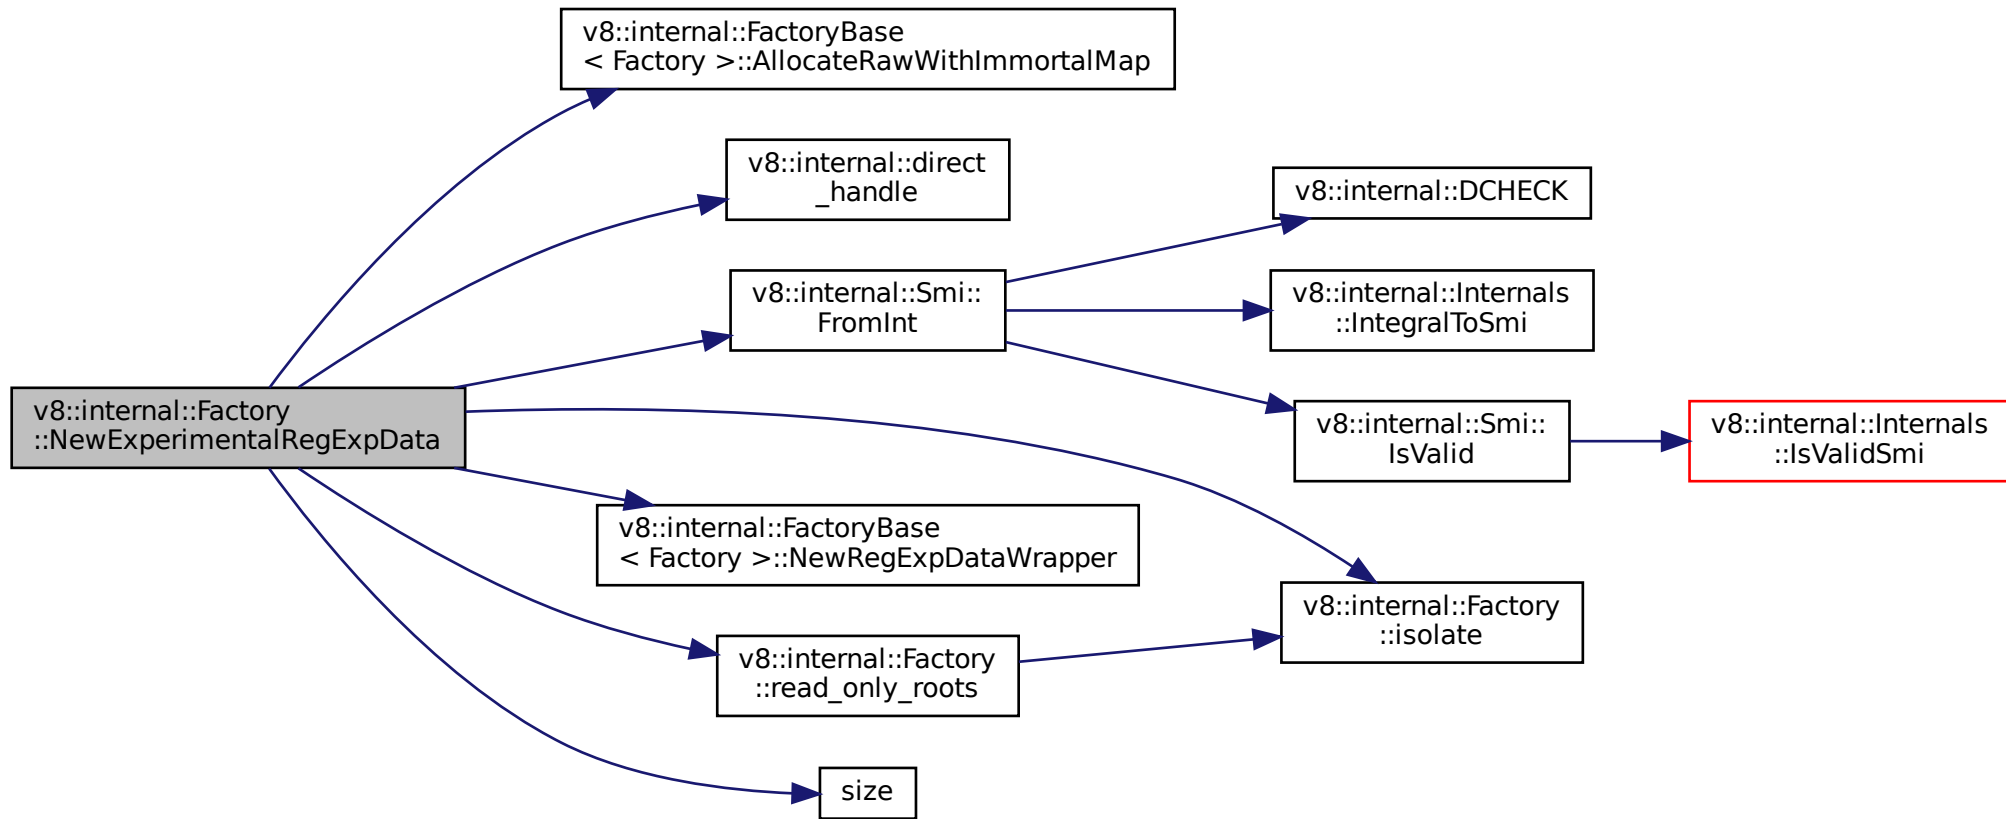 v8::internal::FactoryBase
< Factory >::AllocateRawWithImmortalMap
v8::internal::direct
_handle
v8::internal::DCHECK
v8::internal::Smi::
FromInt
v8::internal::Internals
::IntegralToSmi
v8::internal::Factory
::NewExperimentalRegExpData
v8::internal::Smi::
IsValid
v8::internal::Internals
::IsValidSmi
v8::internal::FactoryBase
< Factory >::NewRegExpDataWrapper
v8::internal::Factory
::isolate
v8::internal::Factory
::read_only_roots
size